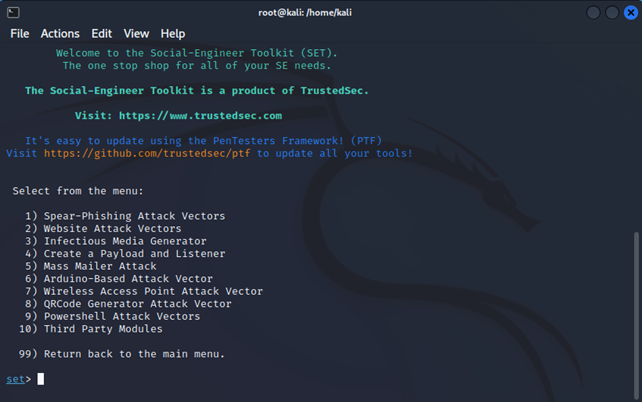 root@kali: /home/kali
File Actions Edit View Help
Welcome to the Social-Engineer Toolkit (SET).
The one stop shop for all of your SE needs.
The Social-Engineer Toolkit is a product of TrustedSec.
Visit: https://www.trustedsec.com
It's easy to update using the PenTesters Framework! (PTF)
Visit https://github.com/trustedsec/ptf to update all your tools!
Select from the menu:
1) Spear-Phishing Attack Vectors
2) Website Attack Vectors
3) Infectious Media Generator
4) Create a Payload and Listener
5) Mass Mailer Attack
6) Arduino-Based Attack Vector
7) Wireless Access Point Attack Vector
8) QRCode Generator Attack Vector
9) Powershell Attack Vectors
10) Third Party Modules
99) Return back to the main menu.
set>